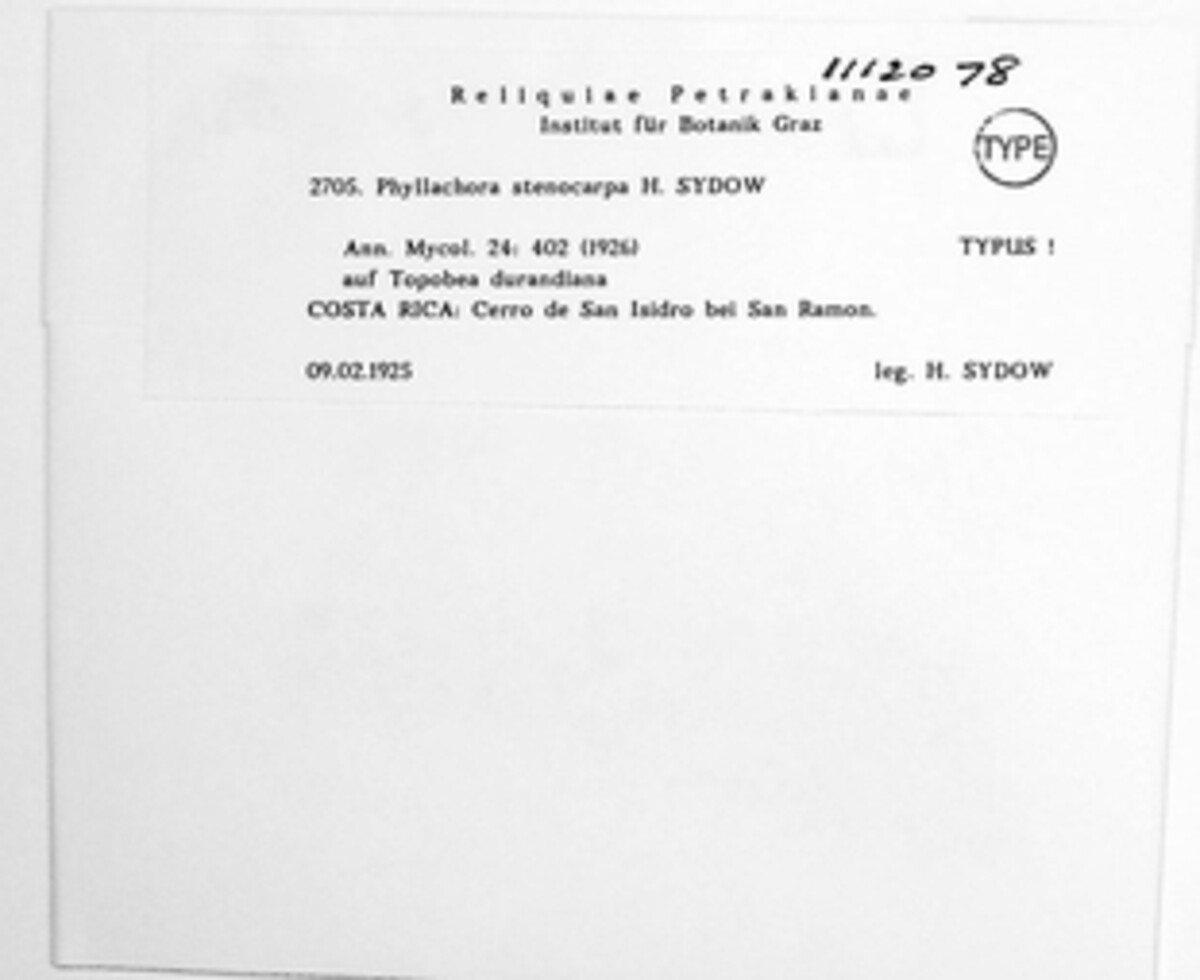 11120 78
Reliquiae Petrakianae
Institut für Botanik Graz
TYPE
2705. Phyllachora stenocarpa H. SYDOW
Ann. Mycol. 24: 402 (1926) TYPUS !
auf Topobea durandiana
COSTA RICA: Cerro de San Isidro bei San Ramon.
09.02.1925 leg. H. SYDOW